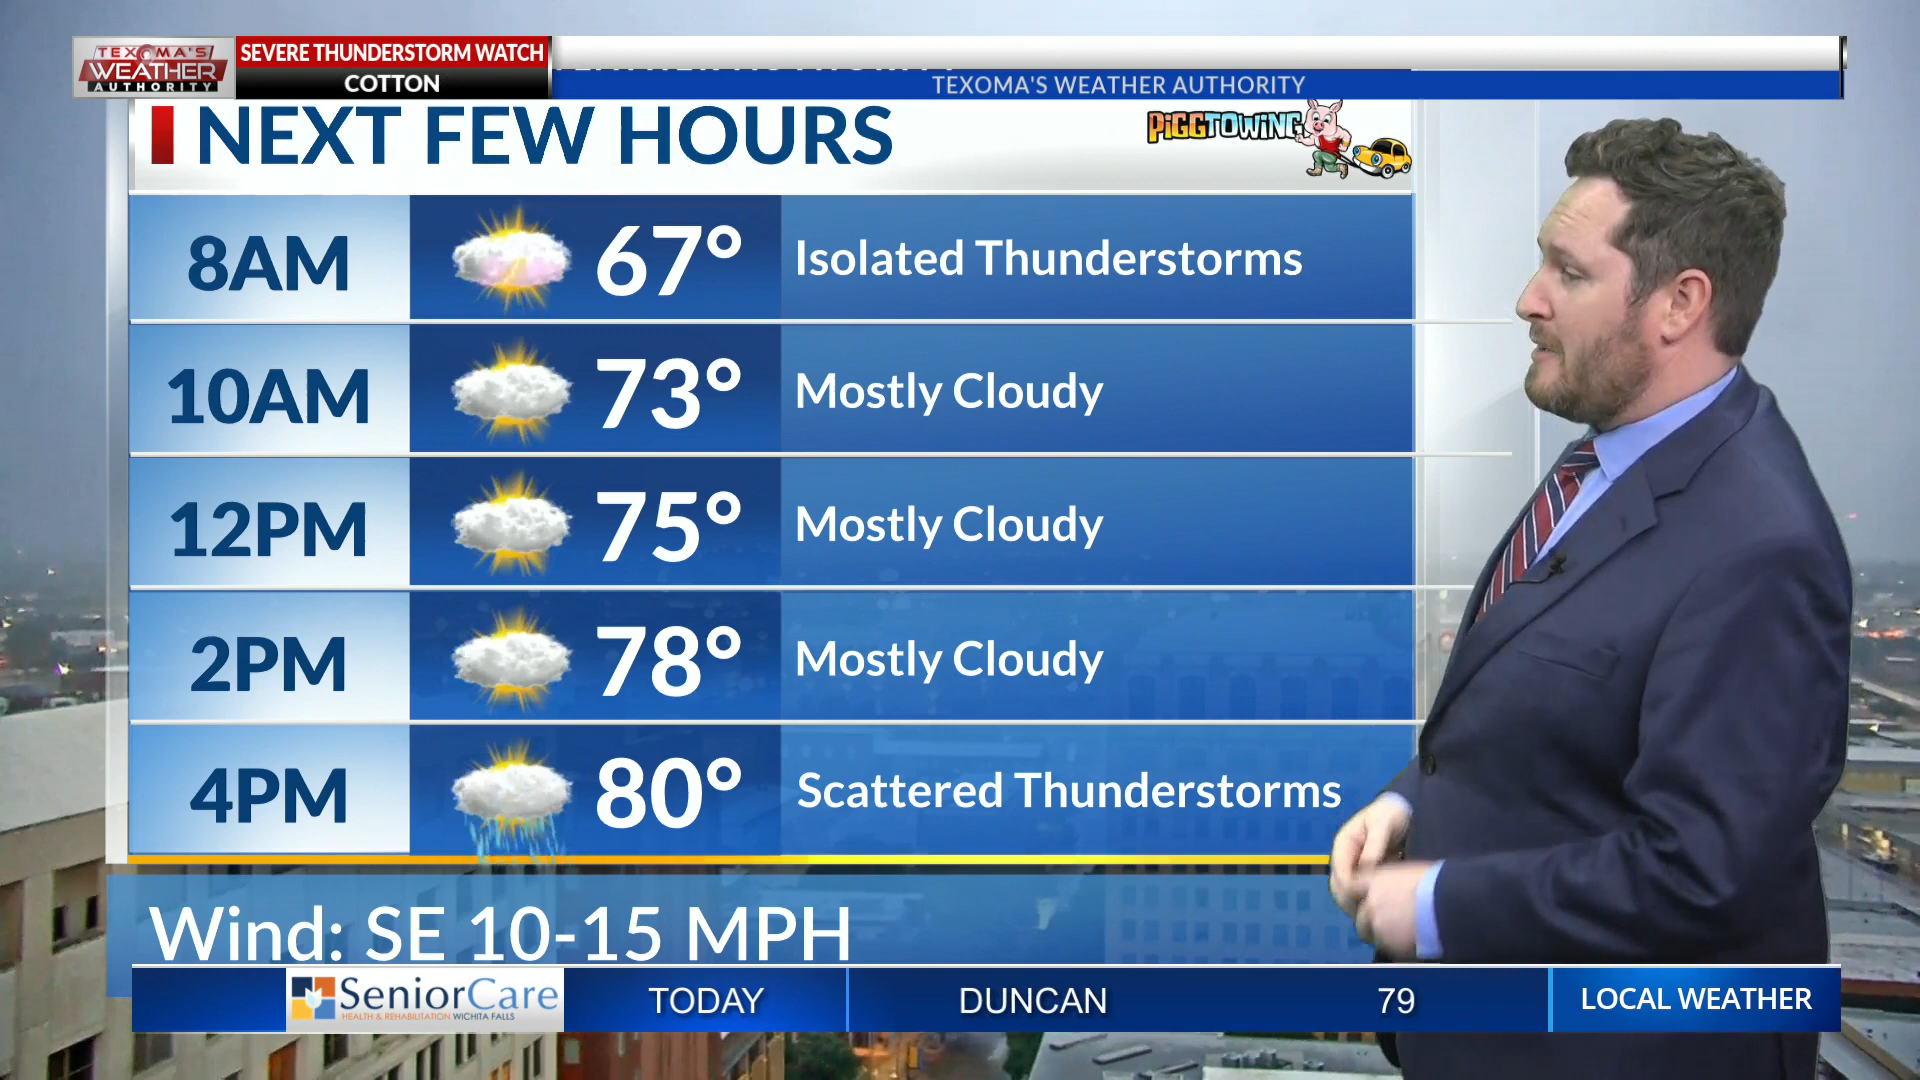 TEXOMA'S
WEATHER
AUTHORITY
SEVERE THUNDERSTORM WATCH
COTTON
TEXOMA'S WEATHER AUTHORITY
NEXT FEW HOURS
PIGGTOWING
8AM 67° Isolated Thunderstorms
10AM 73° Mostly Cloudy
12PM 75° Mostly Cloudy
2PM 78° Mostly Cloudy
4PM 80° Scattered Thunderstorms
Wind: SE 10-15 MPH
SeniorCare
HEALTH & REHABILITATION WICHITA FALLS
TODAY DUNCAN 79 LOCAL WEATHER